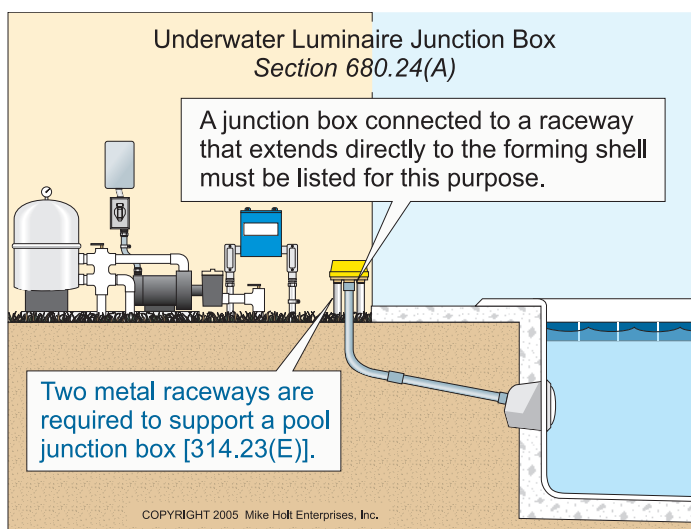 Underwater Luminaire Junction Box
Section 680.24(A)
A junction box connected to a raceway
that extends directly to the forming shell
must be listed for this purpose.
Two metal raceways are
required to support a pool
junction box [314.23(E)].
COPYRIGHT 2005 Mike Holt Enterprises, Inc.